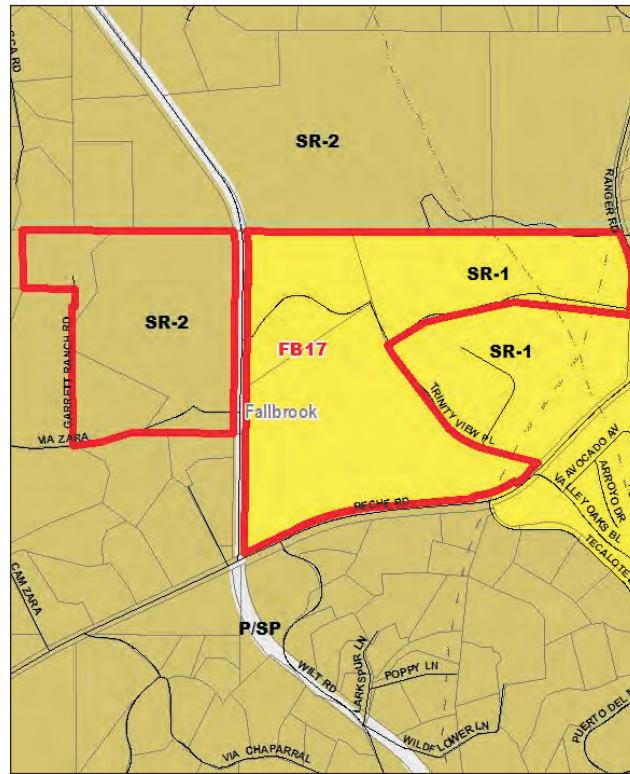 RCA RD
SR-2
RANGER RD
SR-1
SR-2
SR-1
FB17
GARRETT RANCH RD
TRINITY VIEW PL
Fallbrook
VIA ZARA
AVOCADO AV
ARROYO DR
VALLEY OAKS BL
RECHE RD
TECALOTE
CAM ZARA
P/SP
WILT RD
LARKSPUR LN
POPPY LN
WILDFLOWER LN
PUERTO DEL
VIA CHAPARRAL